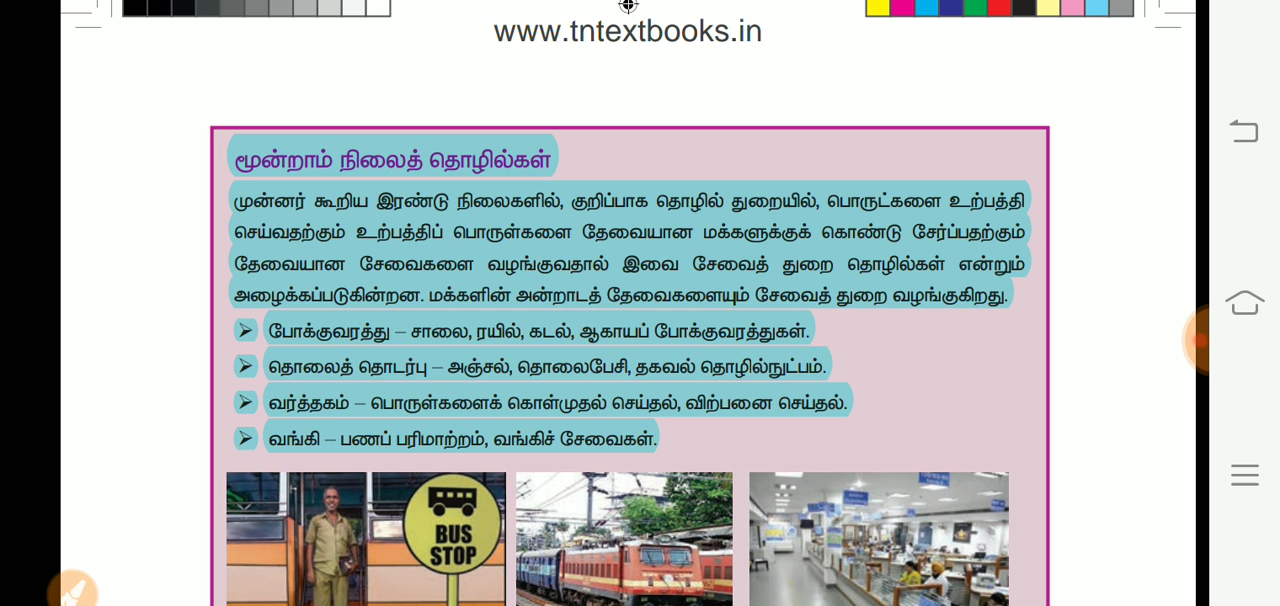 www.tntextbooks.in
மூன்றாம் நிலைத் தொழில்கள்
முன்னர் கூறிய இரண்டு நிலைகளில், குறிப்பாக தொழில் துறையில், பொருட்களை உற்பத்தி
செய்வதற்கும் உற்பத்திப் பொருள்களை தேவையான மக்களுக்குக் கொண்டு சேர்ப்பதற்கும்
தேவையான சேவைகளை வழங்குவதால் இவை சேவைத் துறை தொழில்கள் என்றும்
அழைக்கப்படுகின்றன. மக்களின் அன்றாடத் தேவைகளையும் சேவைத் துறை வழங்குகிறது.
➢ போக்குவரத்து – சாலை, ரயில், கடல், ஆகாயப் போக்குவரத்துகள்.
➢ தொலைத் தொடர்பு – அஞ்சல், தொலைபேசி, தகவல் தொழில்நுட்பம்.
➢ வர்த்தகம் – பொருள்களைக் கொள்முதல் செய்தல், விற்பனை செய்தல்.
➢ வங்கி – பணப் பரிமாற்றம், வங்கிச் சேவைகள்.
BUS
STOP